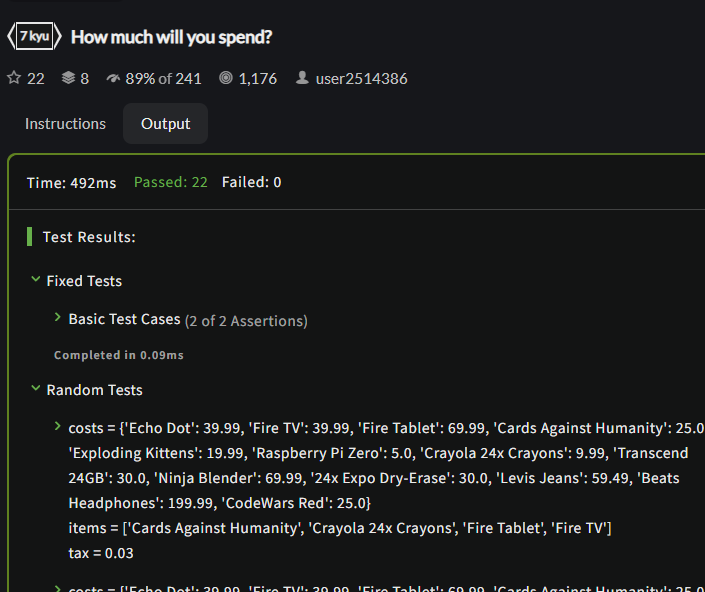 7 kyu How much will you spend?
22 8 89% of 241 1,176 user2514386
Instructions Output
Time: 492ms Passed: 22 Failed: 0
Test Results:
Fixed Tests
Basic Test Cases (2 of 2 Assertions)
Completed in 0.09ms
Random Tests
costs = {'Echo Dot': 39.99, 'Fire TV': 39.99, 'Fire Tablet': 69.99, 'Cards Against Humanity': 25.0
'Exploding Kittens': 19.99, 'Raspberry Pi Zero': 5.0, 'Crayola 24x Crayons': 9.99, 'Transcend
24GB': 30.0, 'Ninja Blender': 69.99, '24x Expo Dry-Erase': 30.0, 'Levis Jeans': 59.49, 'Beats
Headphones': 199.99, 'CodeWars Red': 25.0}
items = ['Cards Against Humanity', 'Crayola 24x Crayons', 'Fire Tablet', 'Fire TV']
tax = 0.03
costs = {'Echo Dot': 39.99, 'Fire TV': 39.99, 'Fire Tablet': 69.99, 'Cards Against Humanity': 25.0